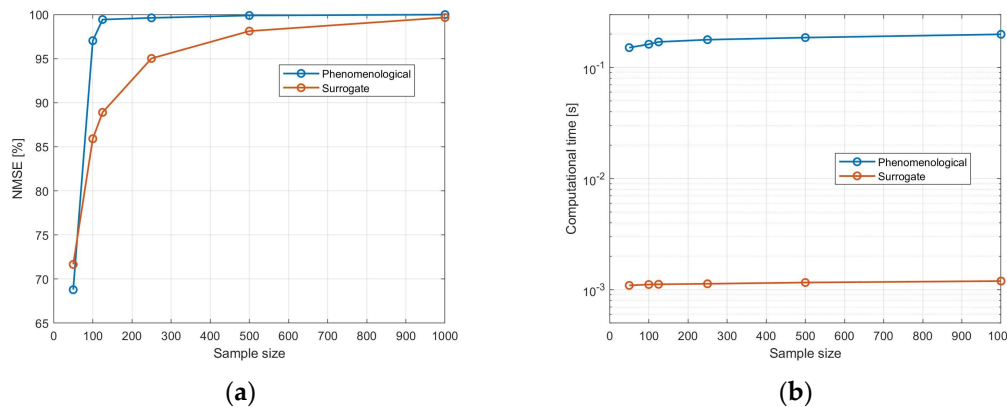 100
95
90
85
80
75
70
65
NMSE [%]
0 100 200 300 400 500 600 700 800 900 1000
Sample size
Phenomenological
Surrogate
(a)
10-1
10-2
10-3
Computational time [s]
0 100 200 300 400 500 600 700 800 900 100
Sample size
Phenomenological
Surrogate
(b)